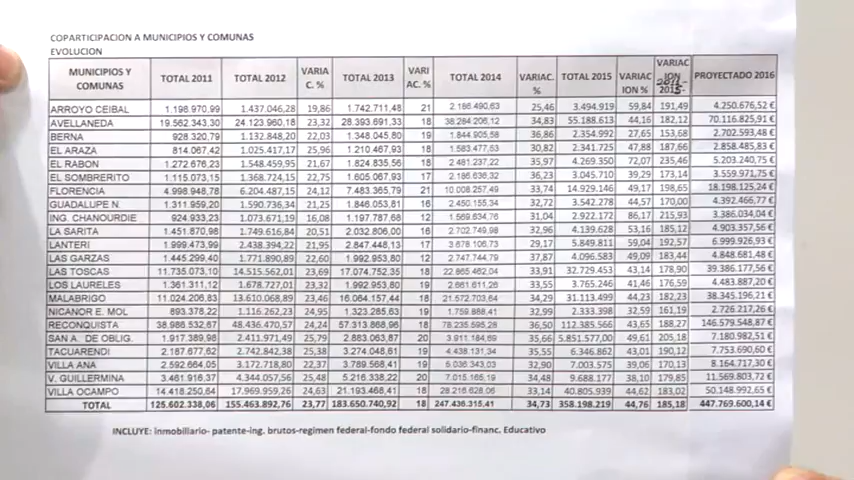 COPARTICIPACION A MUNICIPIOS Y COMUNAS
EVOLUCION
MUNICIPIOS Y COMUNAS TOTAL 2011 TOTAL 2012 VARIA C. % TOTAL 2013 VARI AC. % TOTAL 2014 VARIAC. % TOTAL 2015 VARIAC ION % VARIAC ION 2011- 2015- PROYECTADO 2016
ARROYO CEIBAL 1.198.970,99 1.437.046,28 19,86 1.742.711,48 21 2.186.490,63 25,46 3.494.919 59,84 191,49 4.250.676,52 €
AVELLANEDA 19.562.343,30 24.123.960,18 23,32 28.393.691,33 18 38.284.206,12 34,83 55.188.613 44,16 182,12 70.116.825,91 €
BERNA 928.320,79 1.132.848,20 22,03 1.348.045,80 19 1.844.905,58 36,86 2.354.992 27,65 153,68 2.702.593,48 €
EL ARAZA 814.067,42 1.025.417,17 25,96 1.210.467,93 18 1.583.477,53 30,82 2.341.725 47,88 187,66 2.858.485,83 €
EL RABON 1.272.676,23 1.548.459,95 21,67 1.824.835,56 18 2.481.237,22 35,97 4.269.350 72,07 235,46 5.203.240,75 €
EL SOMBRERITO 1.115.073,15 1.368.724,15 22,75 1.605.067,93 17 2.186.636,32 36,23 3.045.710 39,29 173,14 3.559.971,75 €
FLORENCIA 4.998.948,78 6.204.487,15 24,12 7.483.365,79 21 10.008.257,49 33,74 14.929.146 49,17 198,65 18.198.125,24 €
GUADALUPE N. 1.311.959,20 1.590.736,34 21,25 1.846.053,81 16 2.450.155,34 32,72 3.542.278 44,57 170,00 4.392.466,77 €
ING. CHANOURDIE 924.933,23 1.073.671,19 16,08 1.197.787,68 12 1.569.634,76 31,04 2.922.172 86,17 215,93 3.386.034,04 €
LA SARITA 1.451.870,98 1.749.616,84 20,51 2.032.806,00 16 2.702.749,98 32,96 4.139.628 53,16 185,12 4.903.357,56 €
LANTERI 1.999.473,99 2.438.394,22 21,95 2.847.448,13 17 3.678.106,73 29,17 5.849.811 59,04 192,57 6.999.926,93 €
LAS GARZAS 1.445.299,40 1.771.890,89 22,60 1.992.953,80 12 2.747.744,79 37,87 4.096.583 49,09 183,44 4.848.681,48 €
LAS TOSCAS 11.735.073,10 14.515.562,01 23,69 17.074.752,35 18 22.865.462,04 33,91 32.729.453 43,14 178,90 39.386.177,56 €
LOS LAURELES 1.361.311,12 1.678.727,01 23,32 1.992.953,80 19 2.661.611,26 33,55 3.765.246 41,46 176,59 4.483.887,20 €
MALABRIGO 11.024.206,83 13.610.068,89 23,46 16.064.157,44 18 21.572.703,64 34,29 31.113.499 44,23 182,23 38.345.196,21 €
NICANOR E. MOL 893.378,22 1.116.262,23 24,95 1.323.285,63 19 1.759.888,41 32,99 2.333.398 32,59 161,19 2.726.217,26 €
RECONQUISTA 38.986.532,67 48.436.470,57 24,24 57.313.868,96 18 78.235.595,28 36,50 112.385.566 43,65 188,27 146.579.548,87 €
SAN A. DE OBLIG. 1.917.389,98 2.411.971,49 25,79 2.883.063,87 20 3.911.184,69 35,66 5.851.577,00 49,61 205,18 7.180.982,51 €
TACUARENDI 2.187.677,62 2.742.842,38 25,38 3.274.048,61 19 4.438.131,34 35,55 6.346.862 43,01 190,12 7.753.690,60 €
VILLA ANA 2.592.664,05 3.172.718,80 22,37 3.789.568,41 19 5.036.343,03 32,90 7.003.575 39,06 170,13 8.164.717,30 €
V. GUILLERMINA 3.461.916,37 4.344.057,56 25,48 5.216.338,22 20 7.015.165,19 34,48 9.688.177 38,10 179,85 11.569.803,72 €
VILLA OCAMPO 14.418.250,64 17.969.959,26 24,63 21.193.468,41 18 28.216.628,06 33,14 40.805.939 44,62 183,02 50.148.992,65 €
TOTAL 125.602.338,06 155.463.892,76 23,77 183.650.740,92 18 247.436.315,41 34,73 358.198.219 44,76 185,18 447.769.600,14 €
INCLUYE: inmobiliario- patente-ing. brutos-regimen federal-fondo federal solidario-financ. Educativo